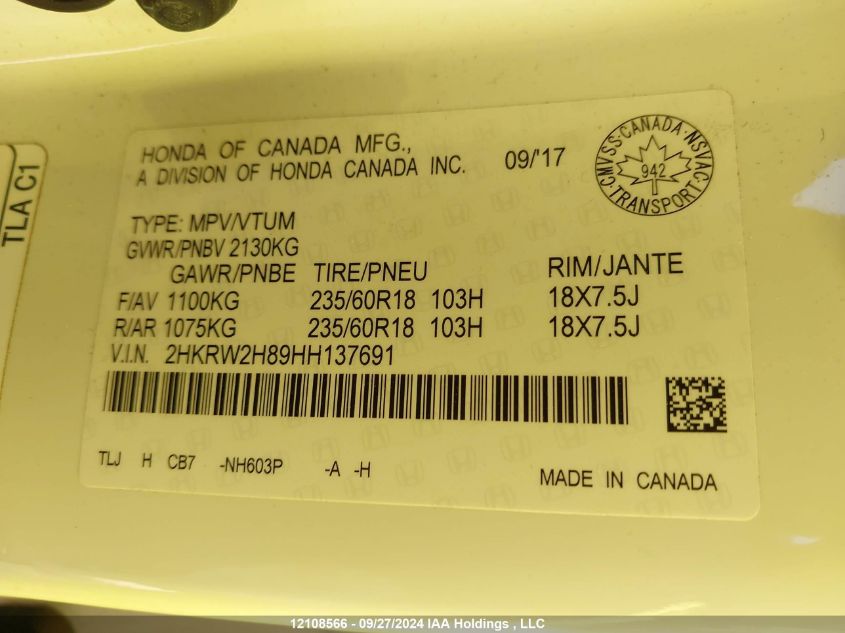 TLA C1
HONDA OF CANADA MFG.,
A DIVISION OF HONDA CANADA INC. 09/'17
CMVSS·CANADA·NSVAC
942
·TRANSPORT·
TYPE: MPV/VTUM
GVWR/PNBV 2130KG
GAWR/PNBE TIRE/PNEU RIM/JANTE
F/AV 1100KG 235/60R18 103H 18X7.5J
R/AR 1075KG 235/60R18 103H 18X7.5J
V.I.N. 2HKRW2H89HH137691
TLJ H CB7 -NH603P -A -H
MADE IN CANADA
12108566 - 09/27/2024 IAA Holdings , LLC